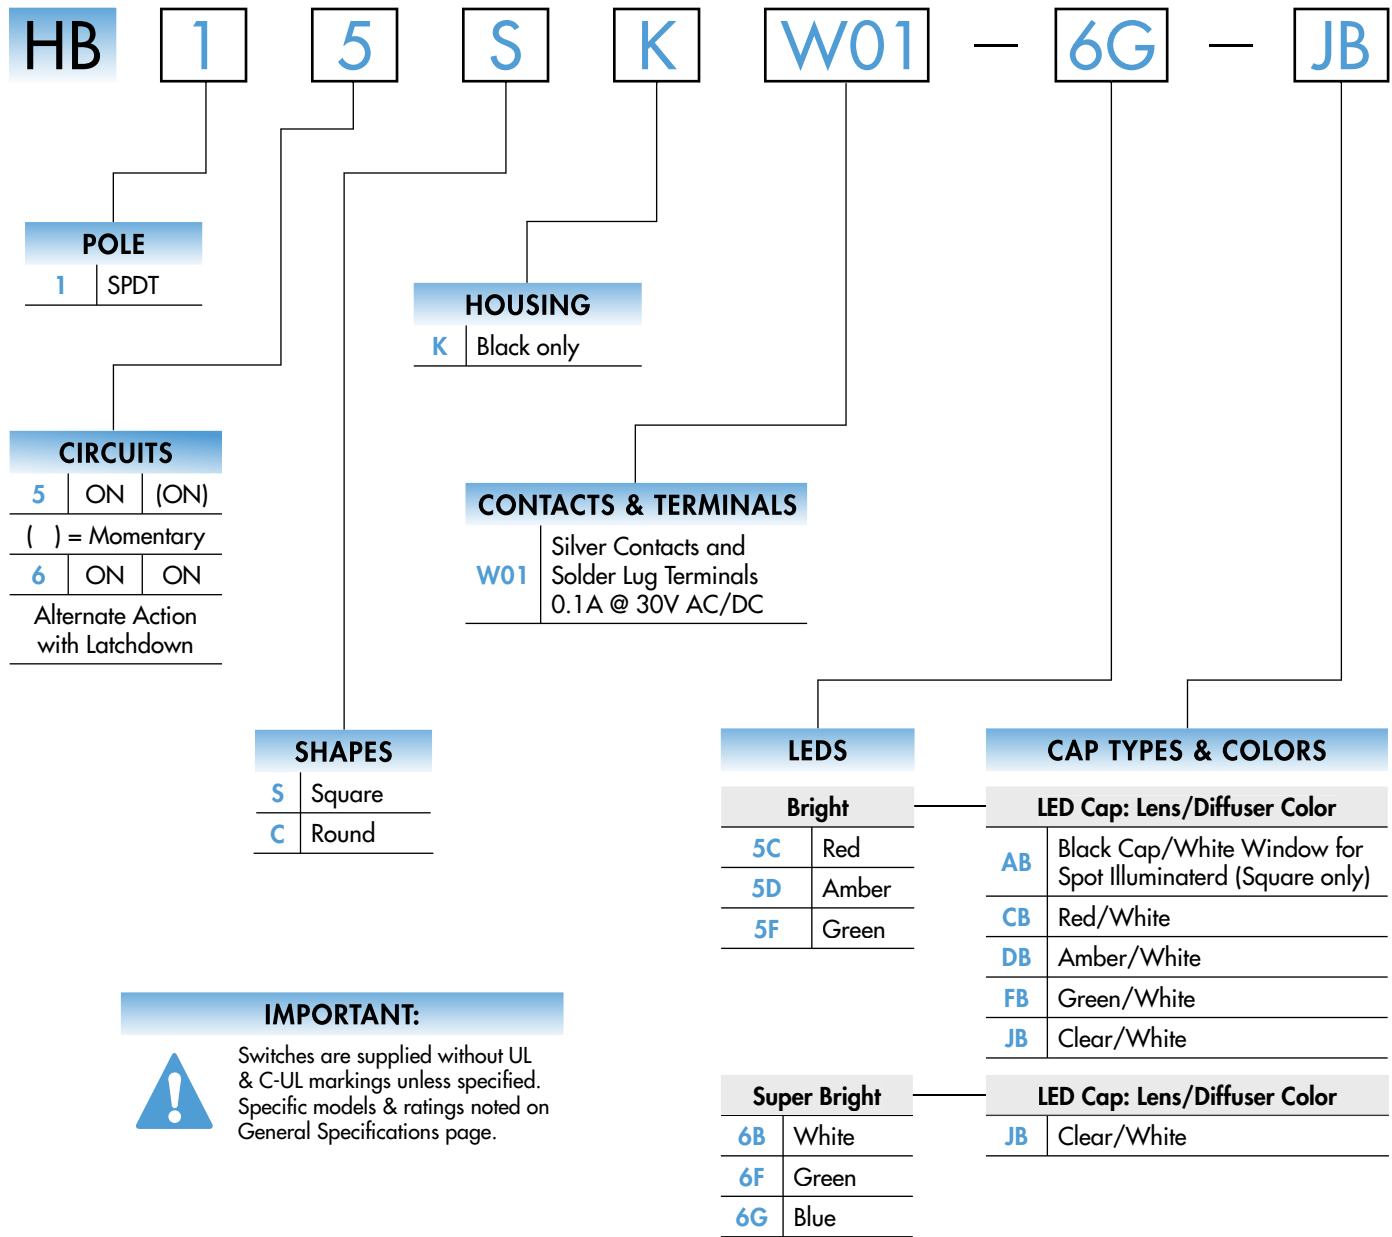 HB 1 5 S K W01 — 6G — JB
POLE
1 SPDT
HOUSING
K Black only
CIRCUITS
5 ON (ON)
( ) = Momentary
6 ON ON
Alternate Action
with Latchdown
CONTACTS & TERMINALS
W01 Silver Contacts and
Solder Lug Terminals
0.1A @ 30V AC/DC
SHAPES
S Square
C Round
LEDS
Bright
5C Red
5D Amber
5F Green
CAP TYPES & COLORS
LED Cap: Lens/Diffuser Color
AB Black Cap/White Window for
Spot Illuminaterd (Square only)
CB Red/White
DB Amber/White
FB Green/White
JB Clear/White
Super Bright
6B White
6F Green
6G Blue
LED Cap: Lens/Diffuser Color
JB Clear/White
IMPORTANT:
Switches are supplied without UL
& C-UL markings unless specified.
Specific models & ratings noted on
General Specifications page.